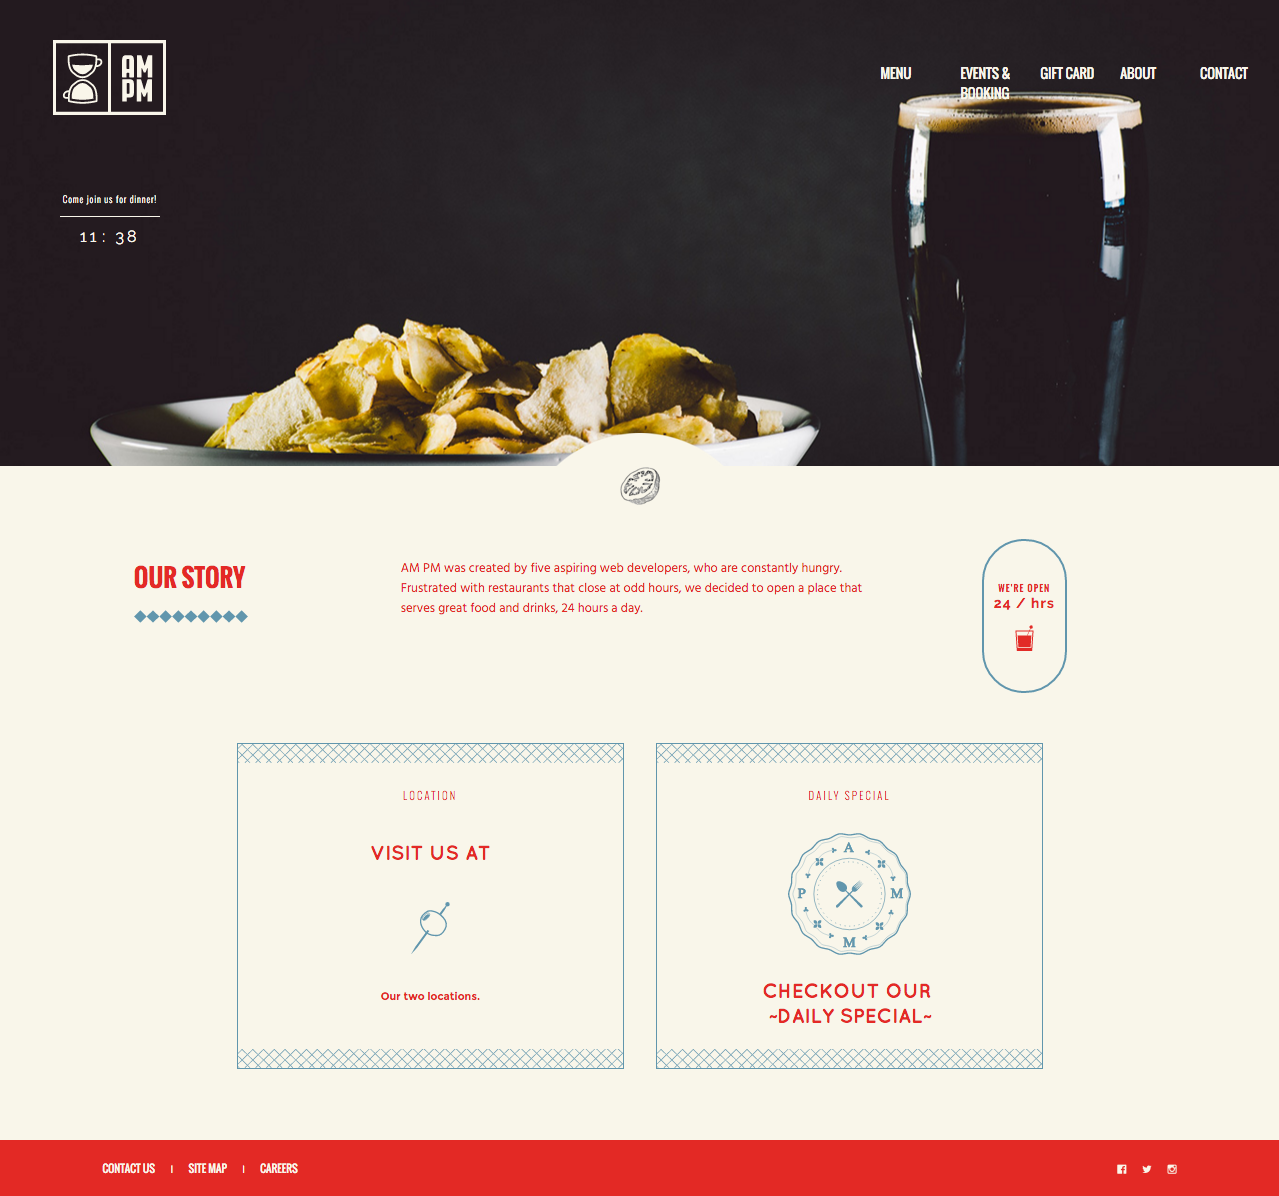 AM
PM
MENU
EVENTS &
BOOKING
GIFT CARD
ABOUT
CONTACT
Come join us for dinner!
11: 38
OUR STORY
AM PM was created by five aspiring web developers, who are constantly hungry.
Frustrated with restaurants that close at odd hours, we decided to open a place that
serves great food and drinks, 24 hours a day.
WE'RE OPEN
24 / hrs
LOCATION
VISIT US AT
Our two locations.
DAILY SPECIAL
A
P
M
M
CHECKOUT OUR
~DAILY SPECIAL~
CONTACT US | SITE MAP | CAREERS